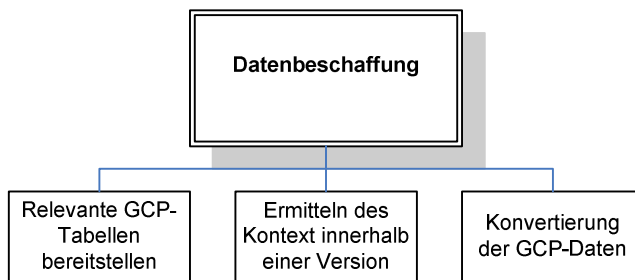 Datenbeschaffung
Relevante GCP-
Tabellen
bereitstellen
Ermitteln des
Kontext innerhalb
einer Version
Konvertierung
der GCP-Daten